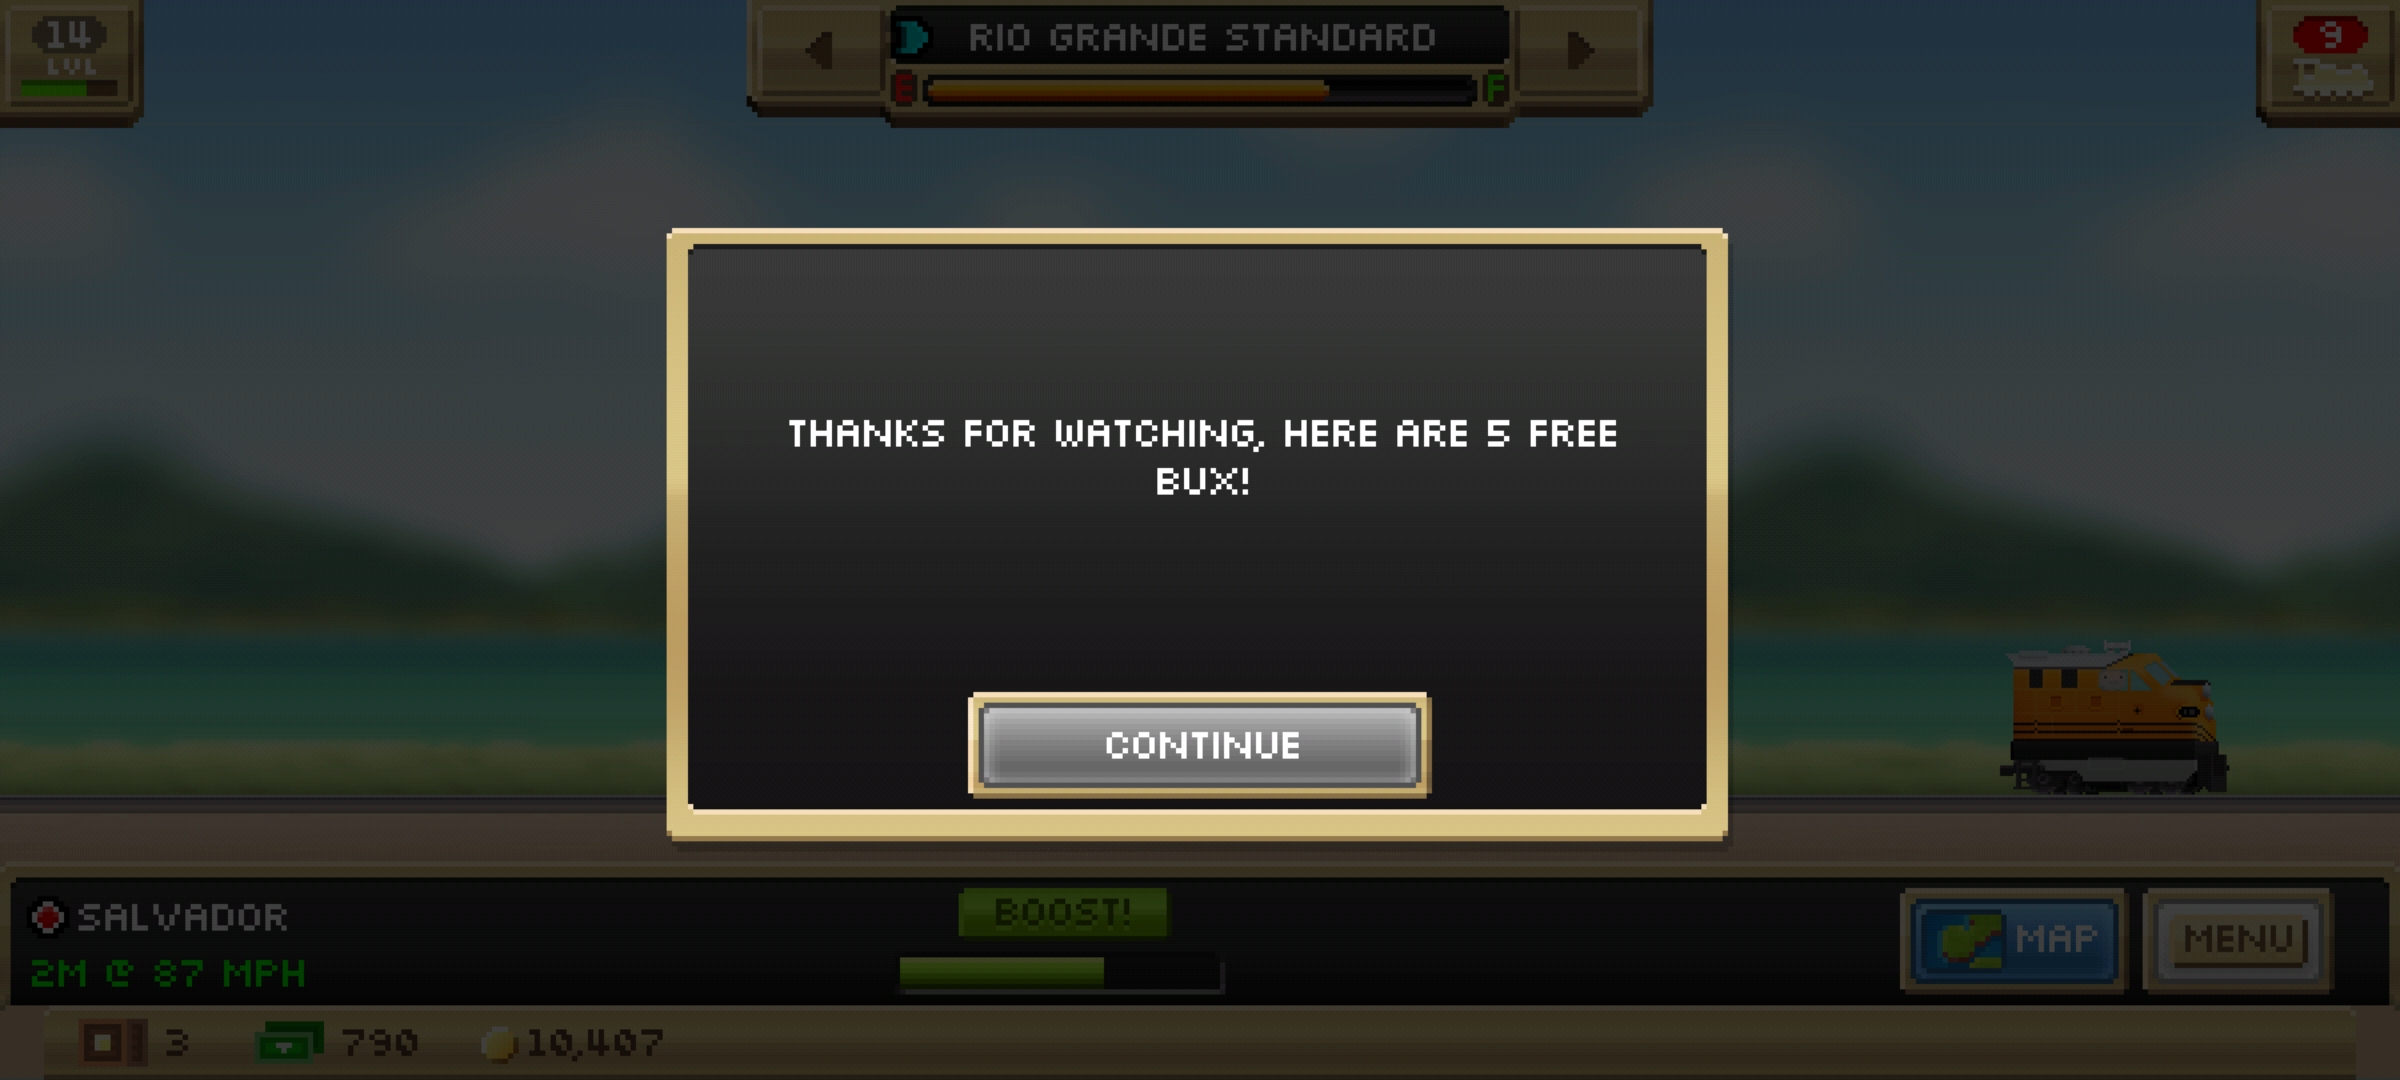 14
LVL
RIO GRANDE STANDARD
E F
9
THANKS FOR WATCHING, HERE ARE 5 FREE
BUX!
CONTINUE
SALVADOR
2M @ 87 MPH
BOOST!
MAP
MENU
3 790 10,407